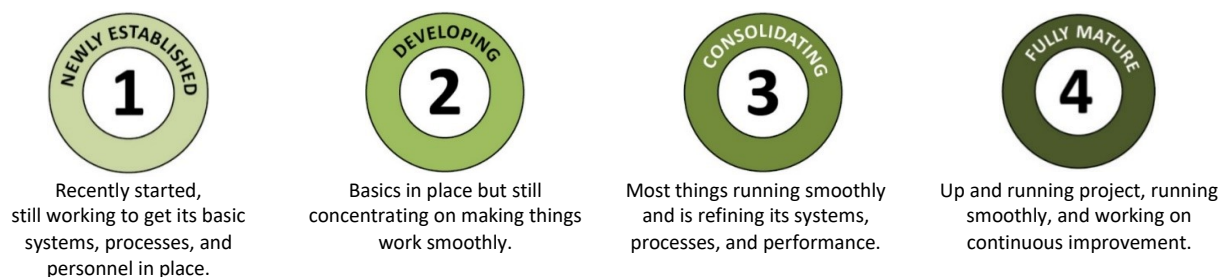 NEWLY ESTABLISHED
1
Recently started,
still working to get its basic
systems, processes, and
personnel in place.
DEVELOPING
2
Basics in place but still
concentrating on making things
work smoothly.
CONSOLIDATING
3
Most things running smoothly
and is refining its systems,
processes, and performance.
FULLY MATURE
4
Up and running project, running
smoothly, and working on
continuous improvement.